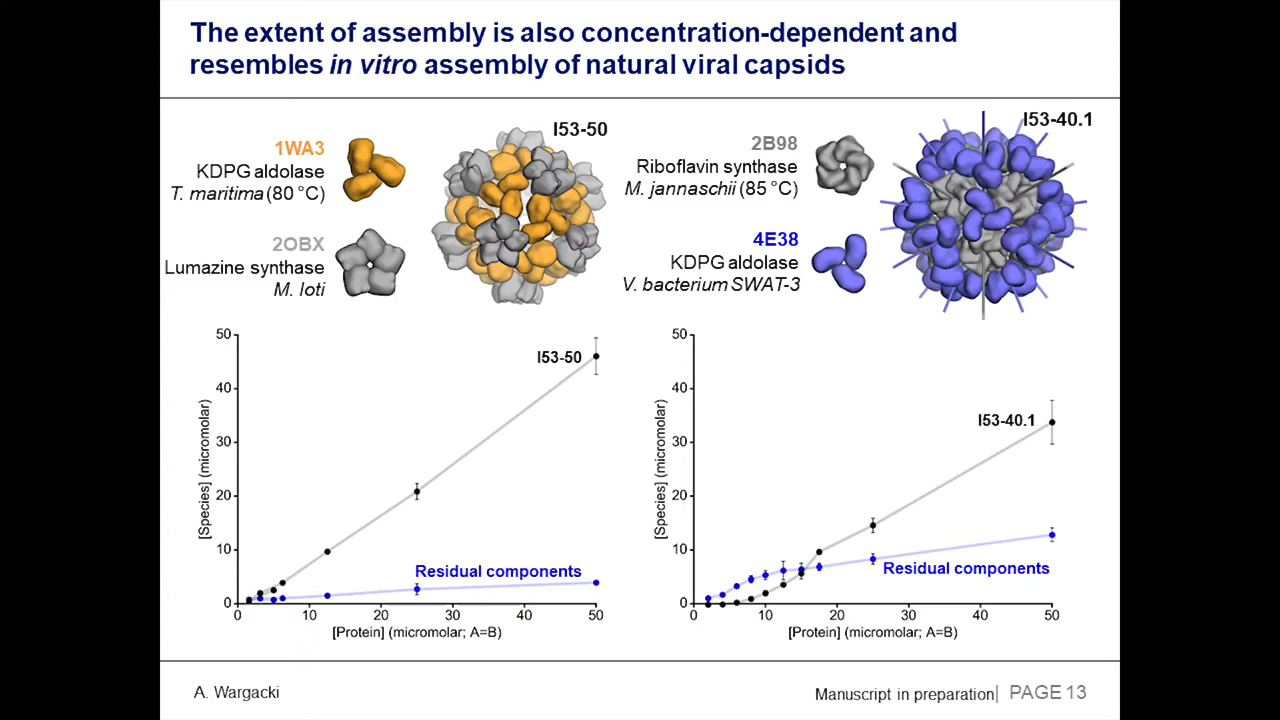 The extent of assembly is also concentration-dependent and
resembles in vitro assembly of natural viral capsids
1WA3
KDPG aldolase
T. maritima (80 °C)
2OBX
Lumazine synthase
M. loti
I53-50
2B98
Riboflavin synthase
M. jannaschii (85 °C)
4E38
KDPG aldolase
V. bacterium SWAT-3
I53-40.1
50
40
30
20
10
0
[Species] (micromolar)
I53-50
Residual components
0 10 20 30 40 50
[Protein] (micromolar; A=B)
50
40
30
20
10
0
[Species] (micromolar)
I53-40.1
Residual components
0 10 20 30 40 50
[Protein] (micromolar; A=B)
A. Wargacki
Manuscript in preparation| PAGE 13